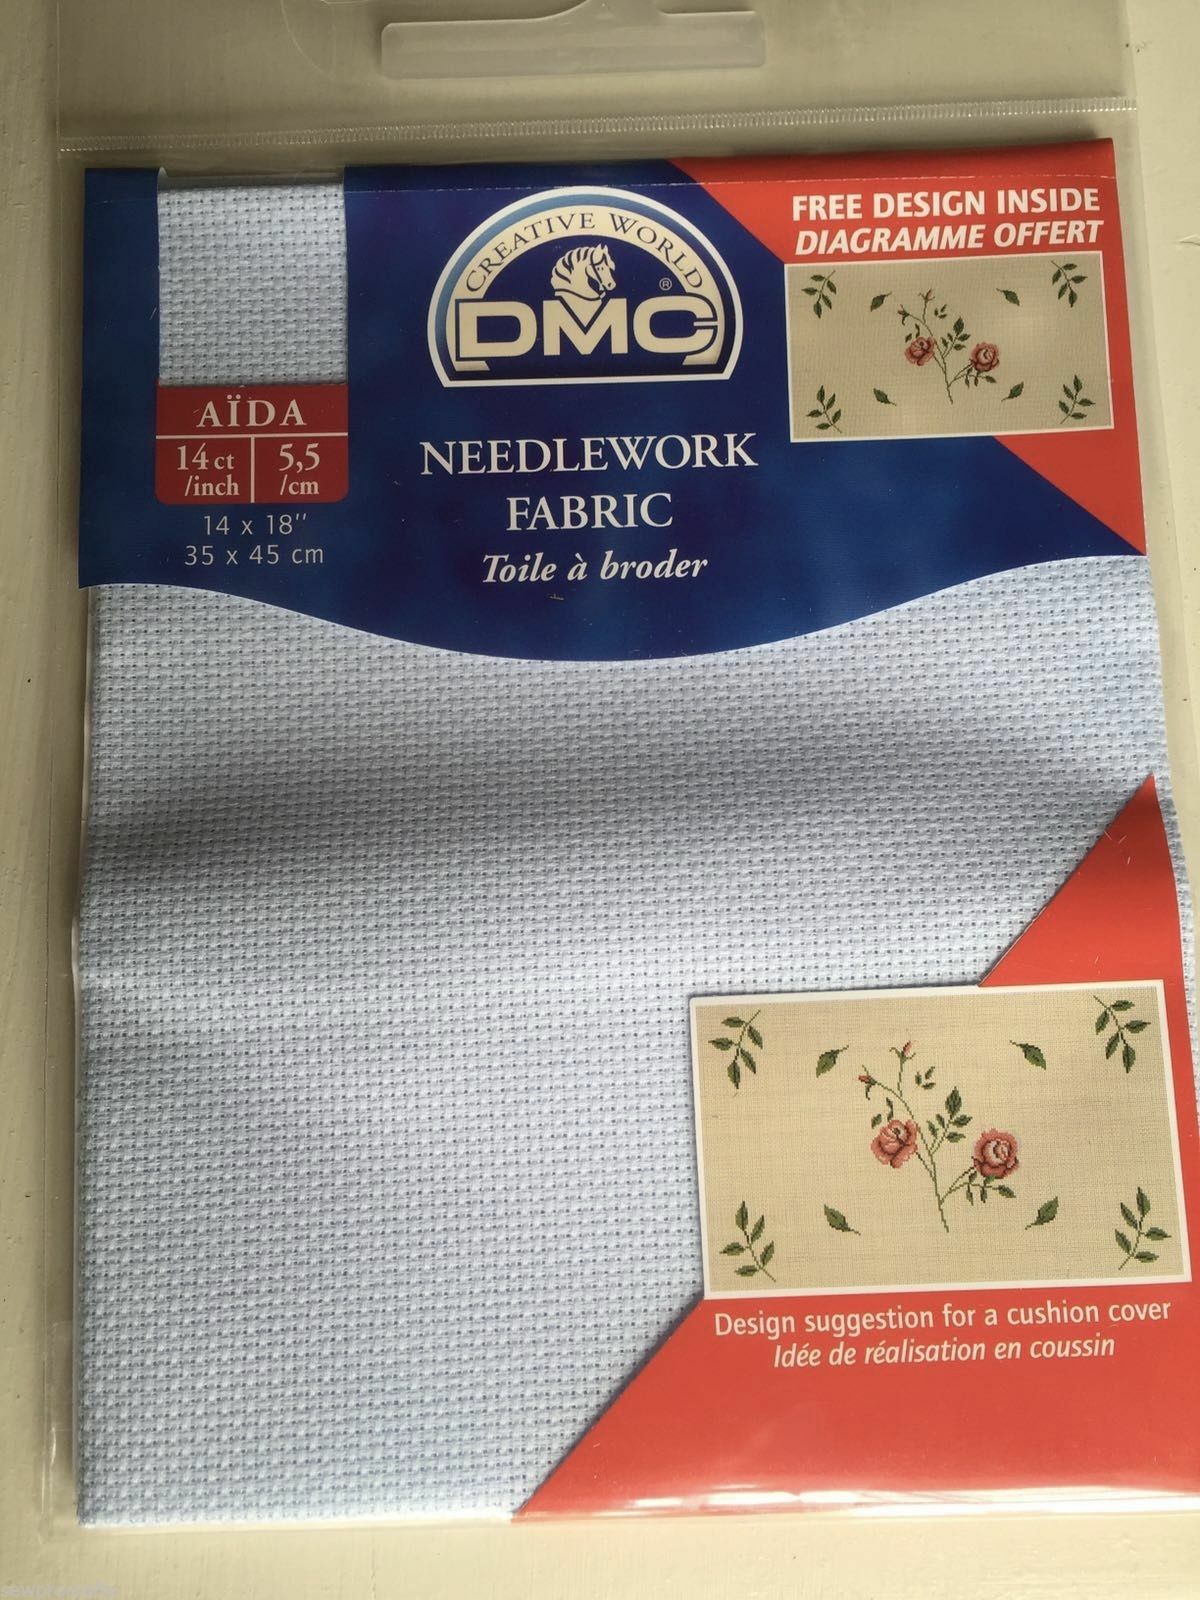 FREE DESIGN INSIDE
DIAGRAMME OFFERT
CREATIVE WORLD
DMC®
AÏDA
14 ct /inch
5,5 /cm
14 x 18"
35 x 45 cm
NEEDLEWORK
FABRIC
Toile à broder
Design suggestion for a cushion cover
Idée de réalisation en coussin